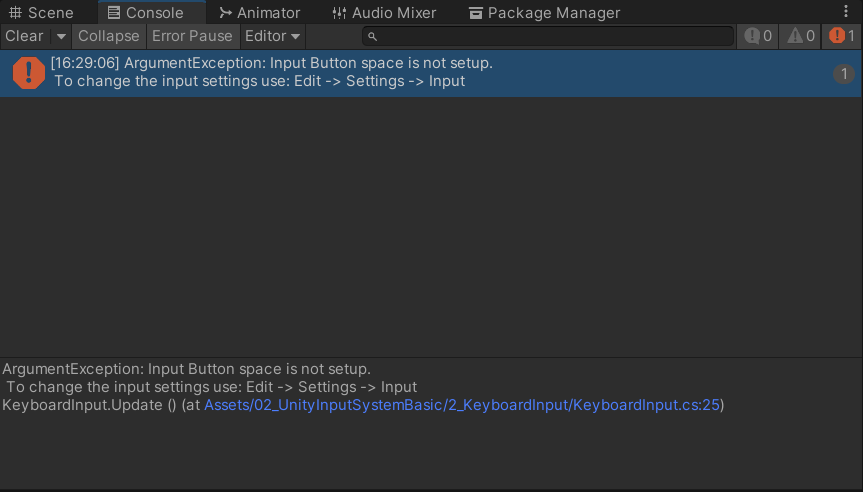 Scene Console Animator Audio Mixer Package Manager
Clear Collapse Error Pause Editor 0 0 1
[16:29:06] ArgumentException: Input Button space is not setup.
To change the input settings use: Edit -> Settings -> Input
1
ArgumentException: Input Button space is not setup.
To change the input settings use: Edit -> Settings -> Input
KeyboardInput.Update () (at Assets/02_UnityInputSystemBasic/2_KeyboardInput/KeyboardInput.cs:25)